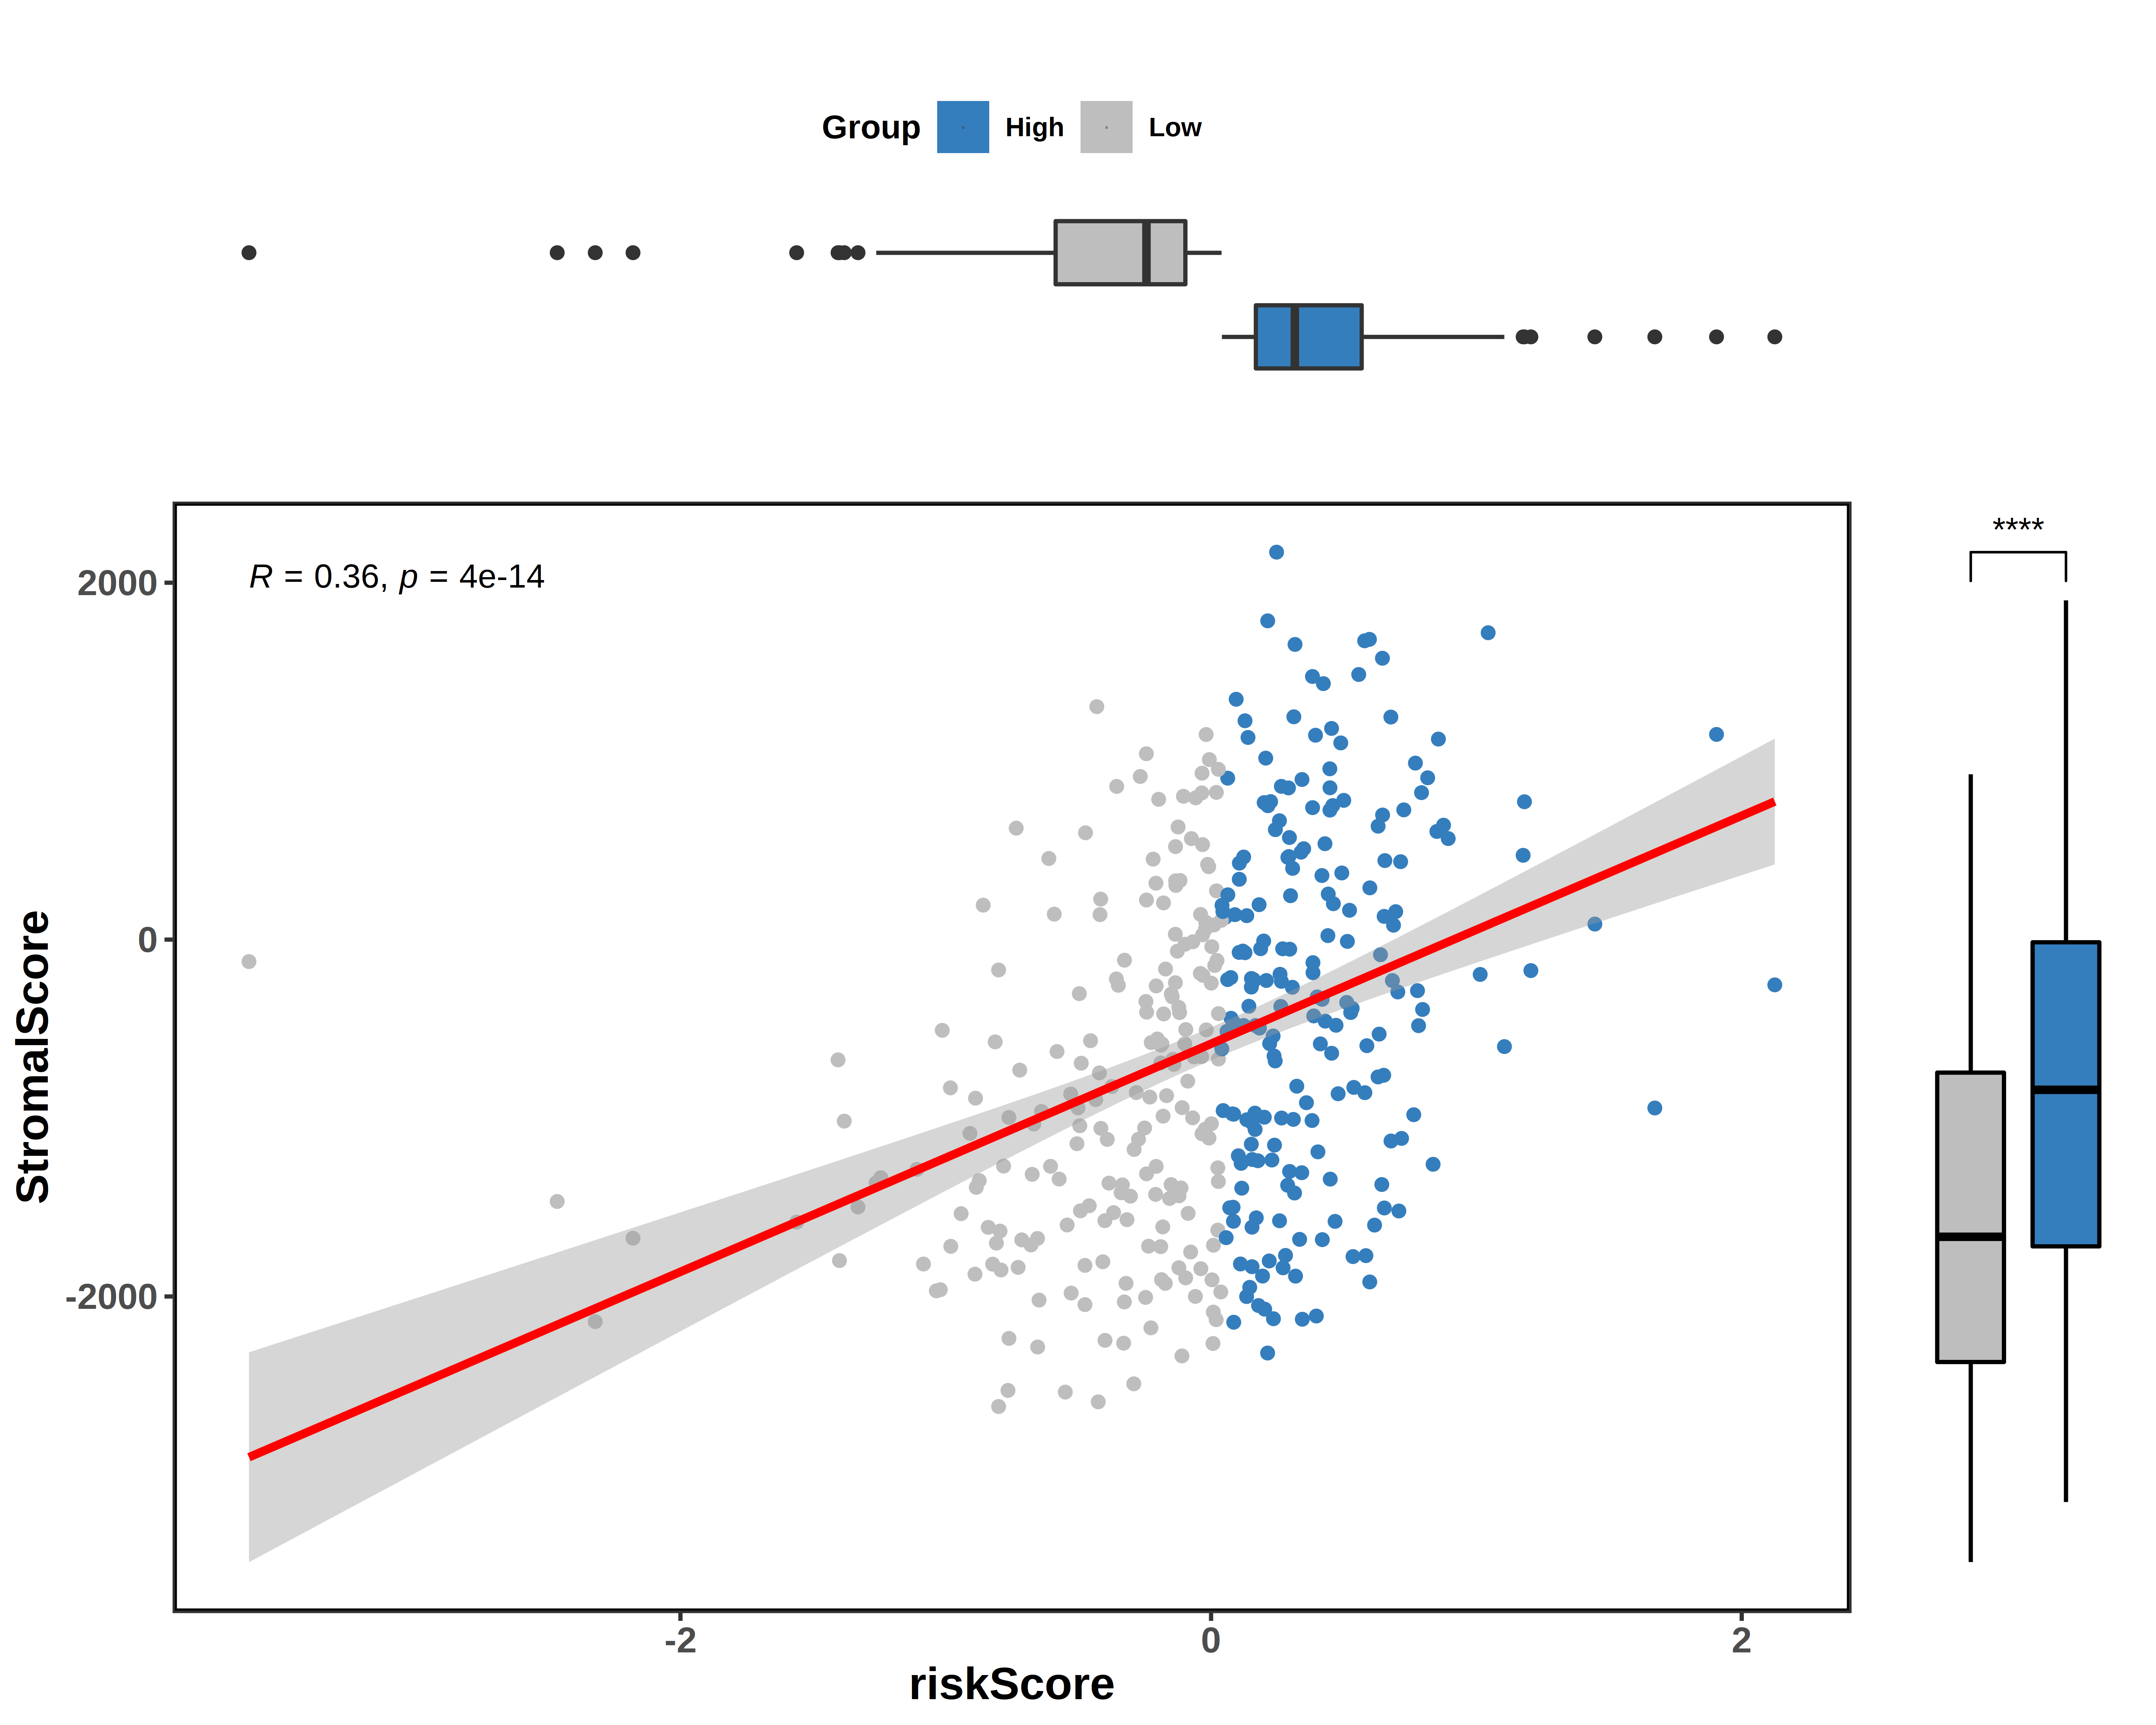 Group High Low
****
R = 0.36, p = 4e-14
2000
0
-2000
StromalScore
-2 0 2
riskScore